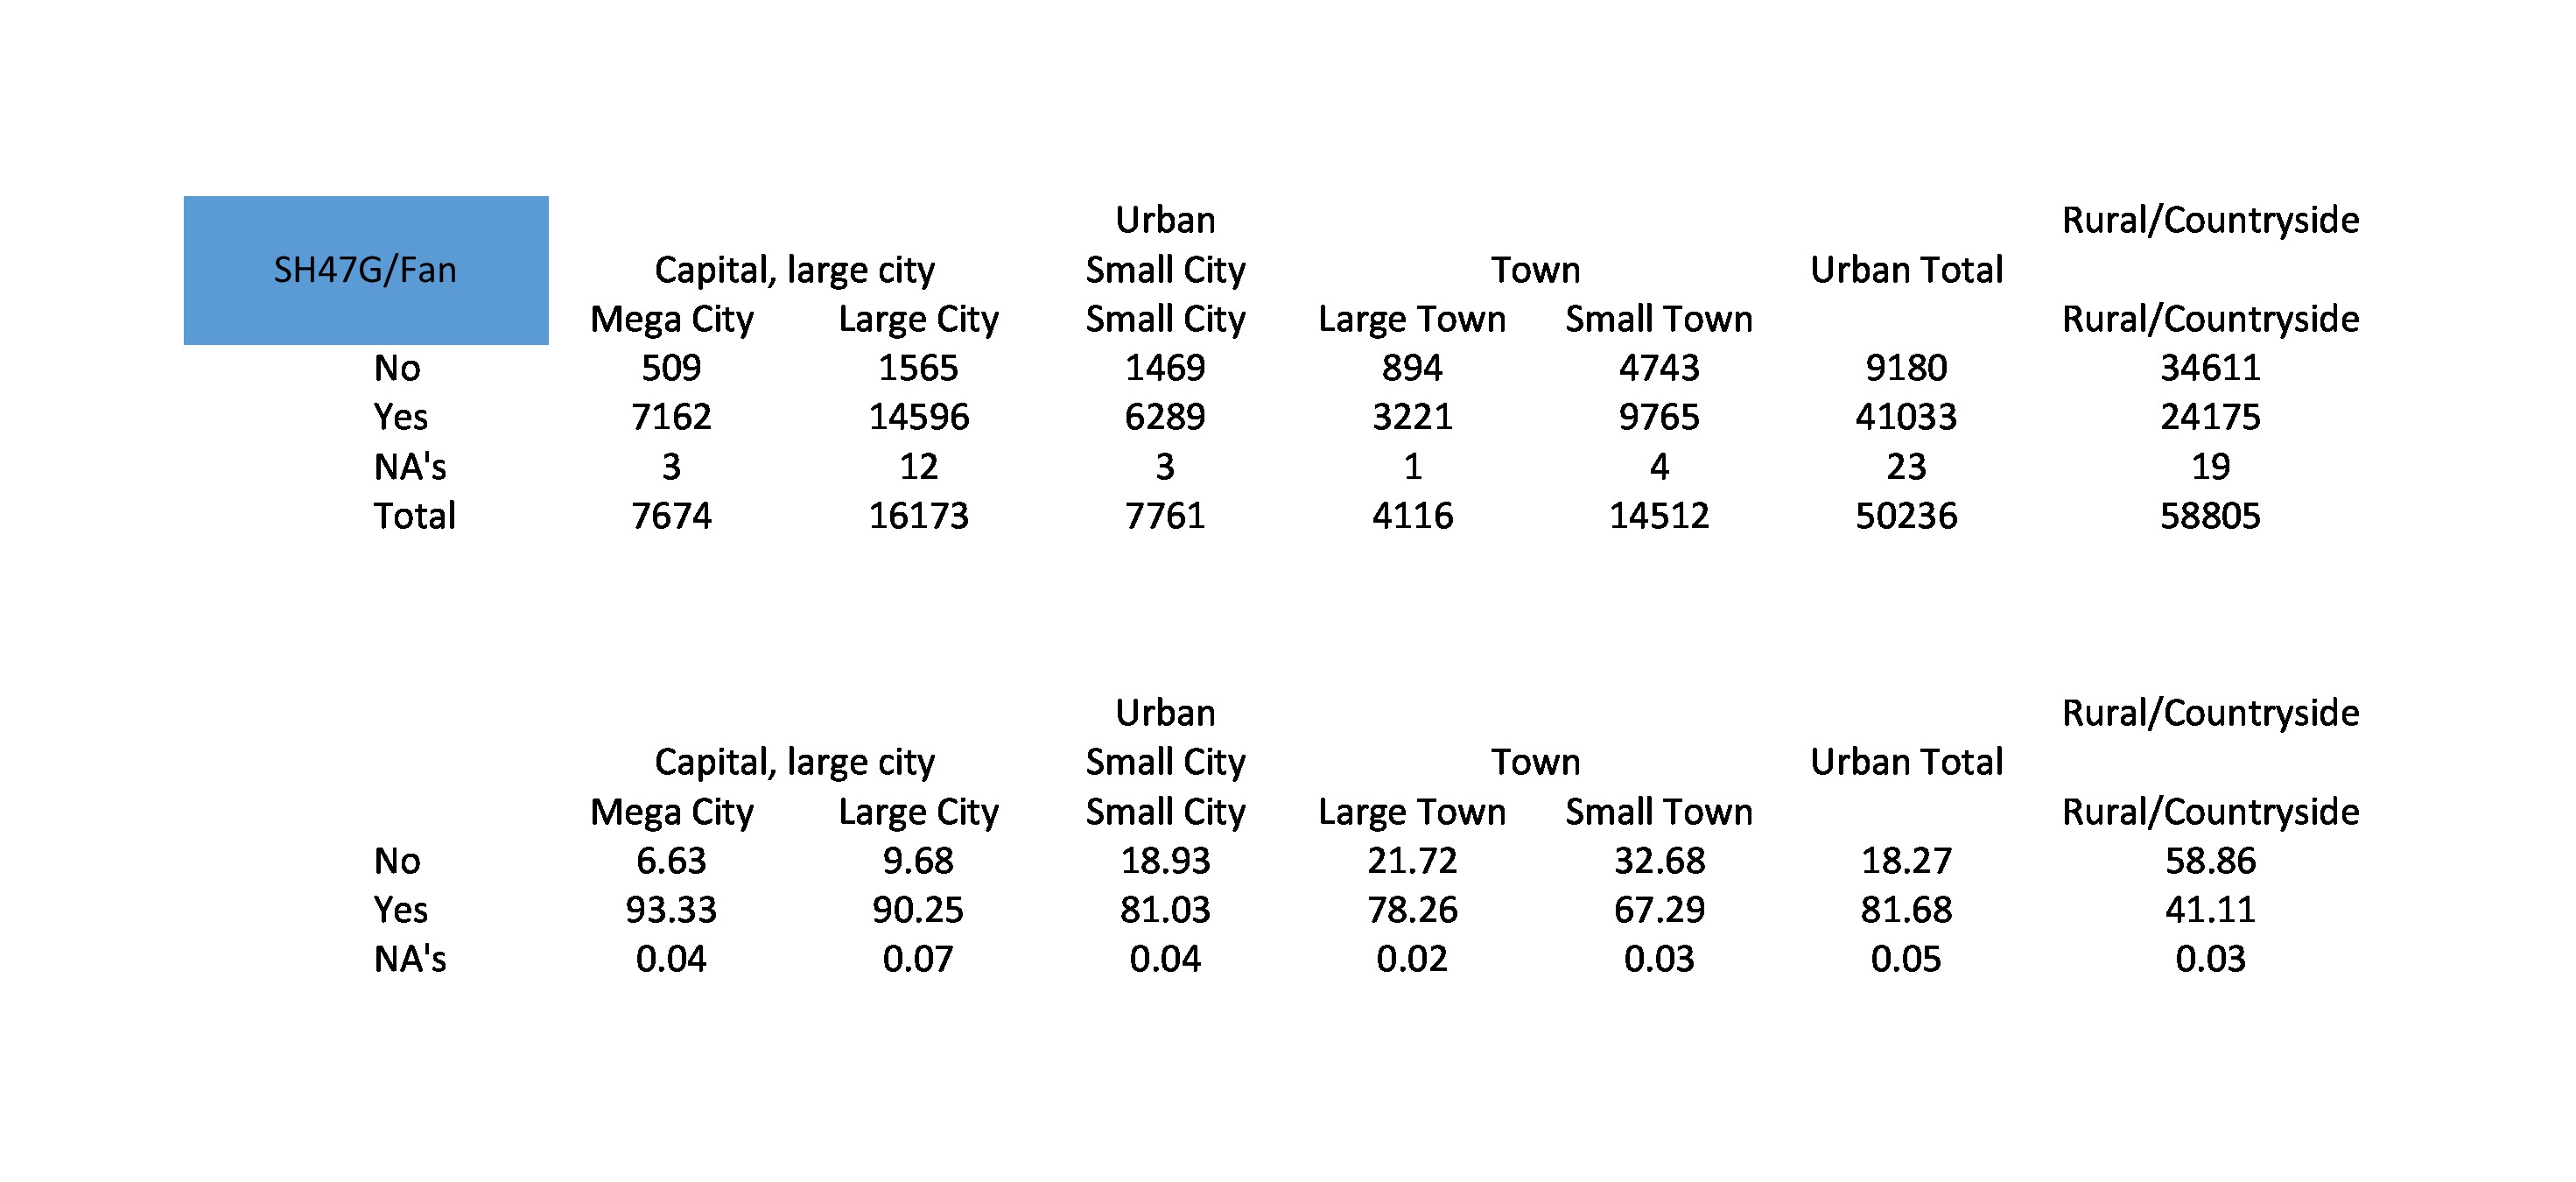 Urban Rural/Countryside
SH47G/Fan Capital, large city Small City Town Urban Total
Mega City Large City Small City Large Town Small Town Rural/Countryside
No 509 1565 1469 894 4743 9180 34611
Yes 7162 14596 6289 3221 9765 41033 24175
NA's 3 12 3 1 4 23 19
Total 7674 16173 7761 4116 14512 50236 58805
Urban Rural/Countryside
Capital, large city Small City Town Urban Total
Mega City Large City Small City Large Town Small Town Rural/Countryside
No 6.63 9.68 18.93 21.72 32.68 18.27 58.86
Yes 93.33 90.25 81.03 78.26 67.29 81.68 41.11
NA's 0.04 0.07 0.04 0.02 0.03 0.05 0.03